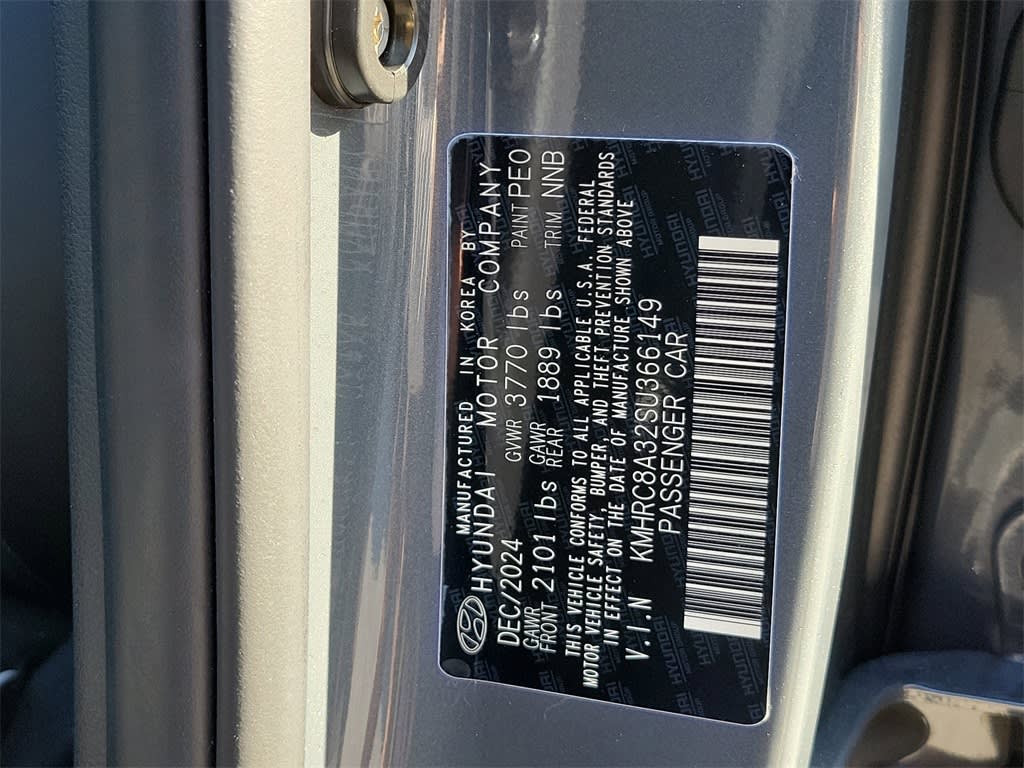 MANUFACTURED IN KOREA BY
HYUNDAI MOTOR COMPANY
DEC/2024 GVWR 3770 lbs PAINT PEO
GAWR FRONT 2101 lbs GAWR REAR 1889 lbs TRIM NNB
THIS VEHICLE CONFORMS TO ALL APPLICABLE U.S.A. FEDERAL
MOTOR VEHICLE SAFETY, BUMPER, AND THEFT PREVENTION STANDARDS
IN EFFECT ON THE DATE OF MANUFACTURE SHOWN ABOVE
V.I.N KMHRC8A32SU366149
PASSENGER CAR